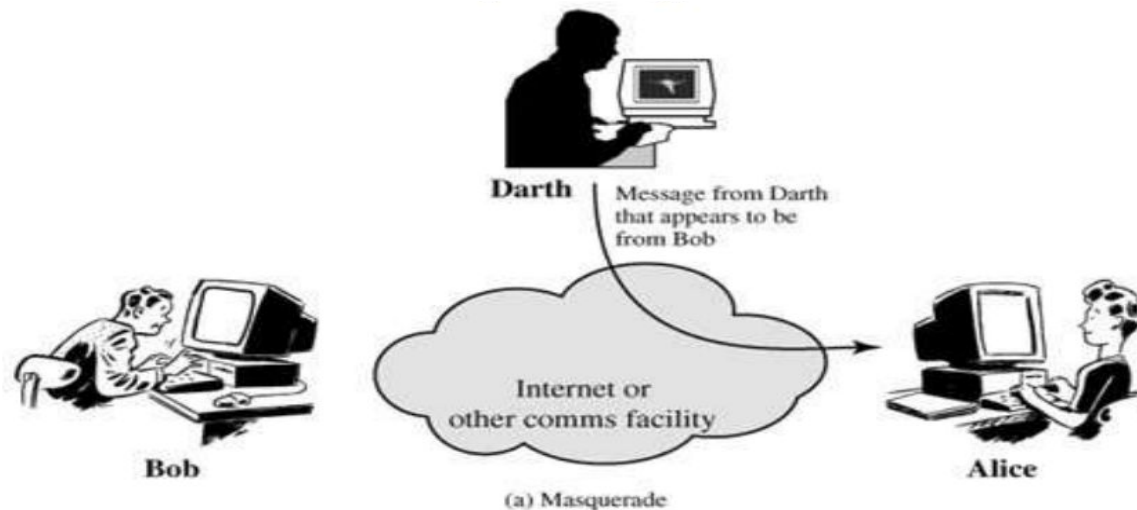 Darth
Message from Darth
that appears to be
from Bob
Internet or
other comms facility
Bob
Alice
(a) Masquerade